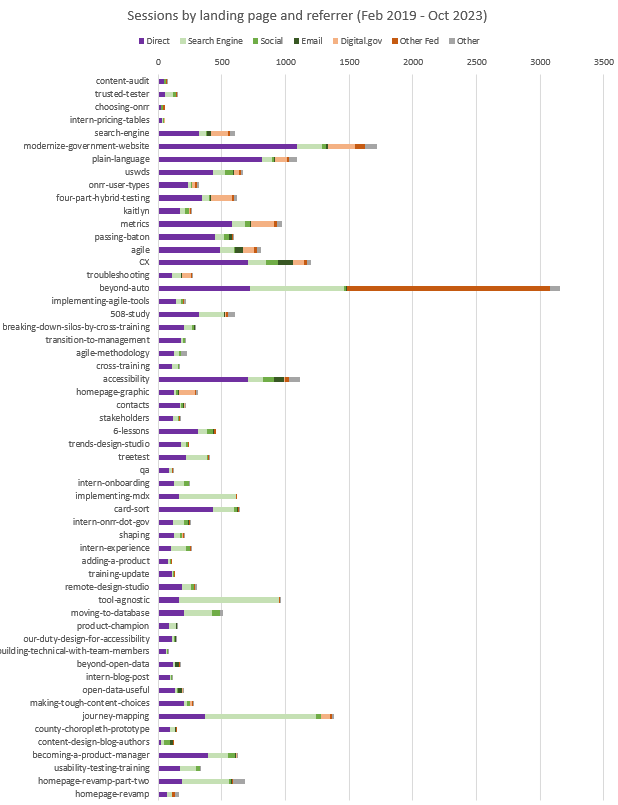 Sessions by landing page and referrer (Feb 2019 - Oct 2023)
Direct Search Engine Social Email Digital.gov Other Fed Other
0 500 1000 1500 2000 2500 3000 3500
content-audit
trusted-tester
choosing-onrr
intern-pricing-tables
search-engine
modernize-government-website
plain-language
uswds
onrr-user-types
four-part-hybrid-testing
kaitlyn
metrics
passing-baton
agile
CX
troubleshooting
beyond-auto
implementing-agile-tools
508-study
breaking-down-silos-by-cross-training
transition-to-management
agile-methodology
cross-training
accessibility
homepage-graphic
contacts
stakeholders
6-lessons
trends-design-studio
treetest
qa
intern-onboarding
implementing-mdx
card-sort
intern-onrr-dot-gov
shaping
intern-experience
adding-a-product
training-update
remote-design-studio
tool-agnostic
moving-to-database
product-champion
our-duty-design-for-accessibility
building-technical-with-team-members
beyond-open-data
intern-blog-post
open-data-useful
making-tough-content-choices
journey-mapping
county-choropleth-prototype
content-design-blog-authors
becoming-a-product-manager
usability-testing-training
homepage-revamp-part-two
homepage-revamp